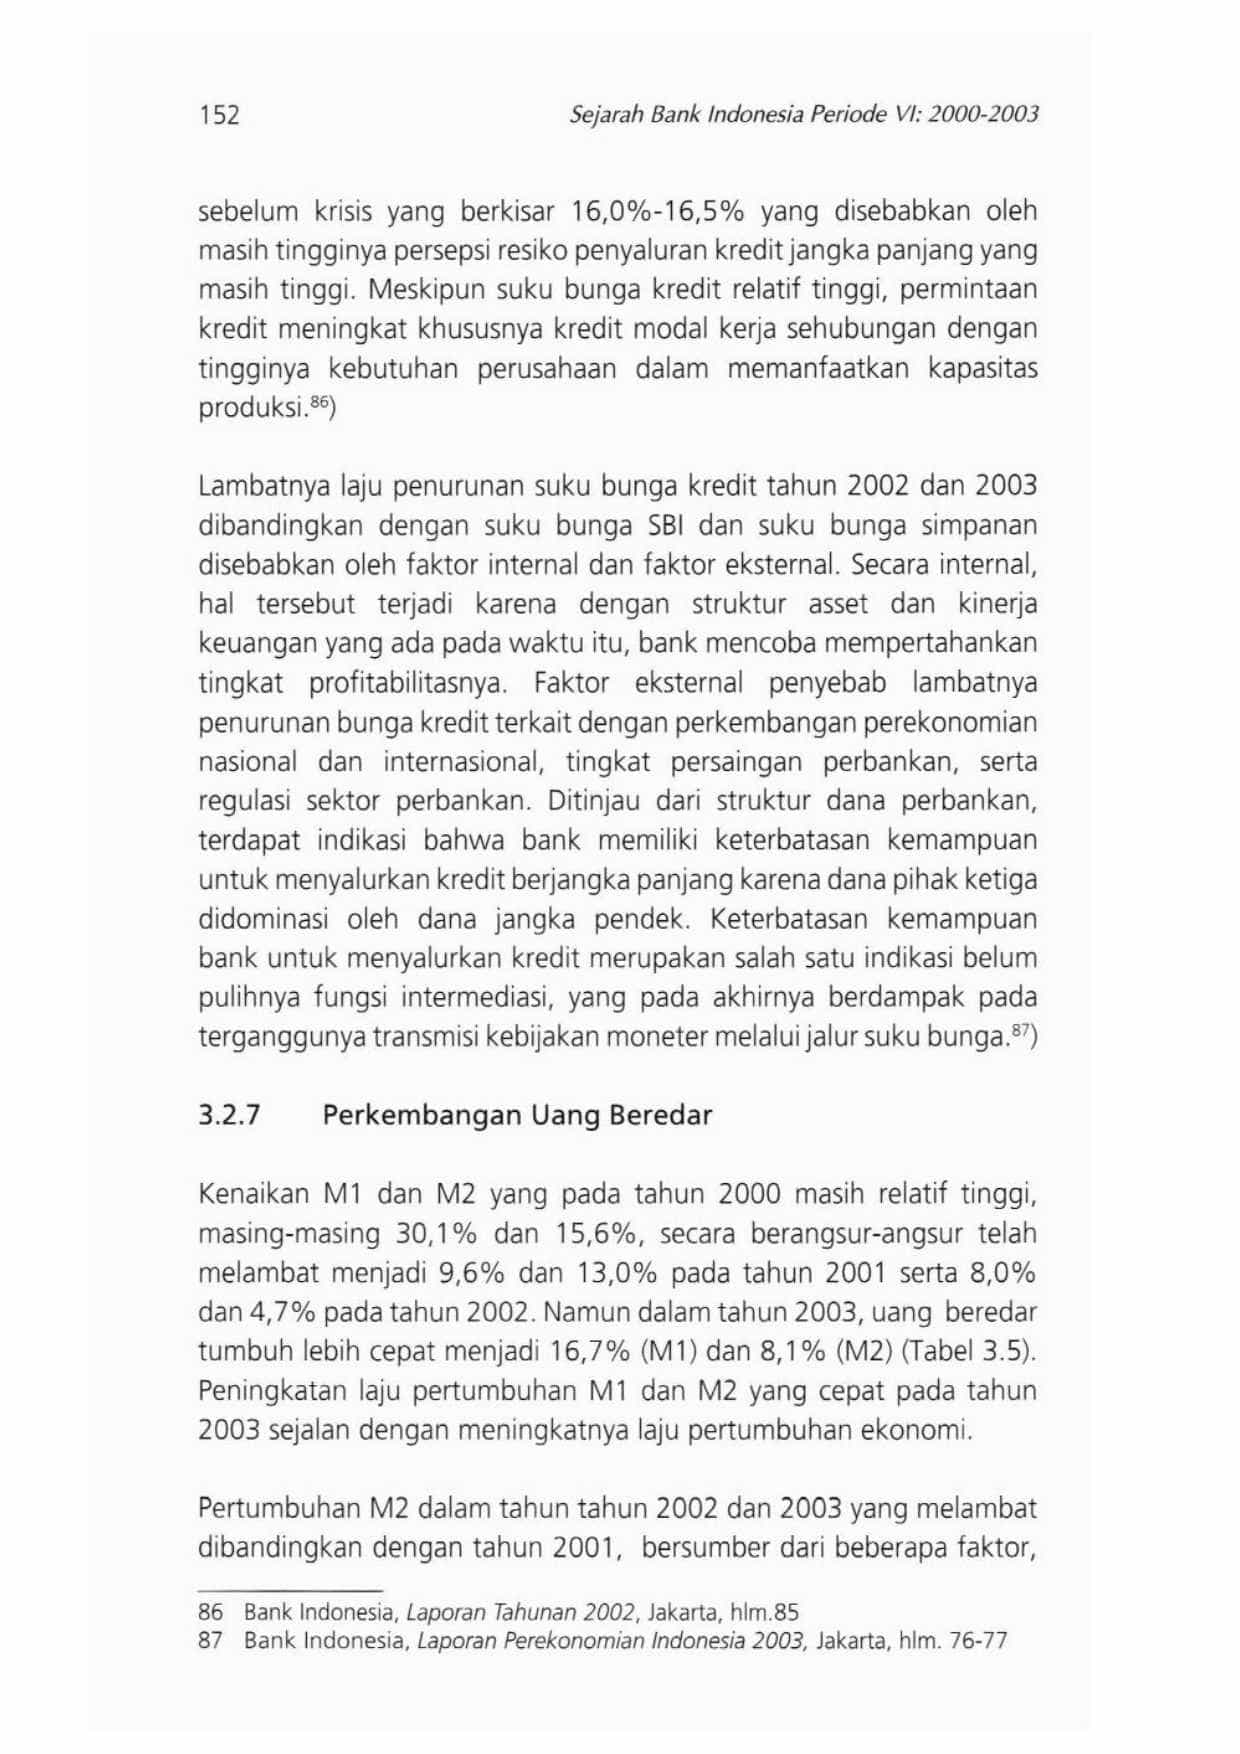 152 Sejarah Bank Indonesia Periode VI: 2000-2003
sebelum krisis yang berkisar 16,0%-16,5% yang disebabkan oleh
masih tingginya persepsi resiko penyaluran kredit jangka panjang yang
masih tinggi. Meskipun suku bunga kredit relatif tinggi, permintaan
kredit meningkat khususnya kredit modal kerja sehubungan dengan
tingginya kebutuhan perusahaan dalam memanfaatkan kapasitas
produksi.⁸⁶)
Lambatnya laju penurunan suku bunga kredit tahun 2002 dan 2003
dibandingkan dengan suku bunga SBI dan suku bunga simpanan
disebabkan oleh faktor internal dan faktor eksternal. Secara internal,
hal tersebut terjadi karena dengan struktur asset dan kinerja
keuangan yang ada pada waktu itu, bank mencoba mempertahankan
tingkat profitabilitasnya. Faktor eksternal penyebab lambatnya
penurunan bunga kredit terkait dengan perkembangan perekonomian
nasional dan internasional, tingkat persaingan perbankan, serta
regulasi sektor perbankan. Ditinjau dari struktur dana perbankan,
terdapat indikasi bahwa bank memiliki keterbatasan kemampuan
untuk menyalurkan kredit berjangka panjang karena dana pihak ketiga
didominasi oleh dana jangka pendek. Keterbatasan kemampuan
bank untuk menyalurkan kredit merupakan salah satu indikasi belum
pulihnya fungsi intermediasi, yang pada akhirnya berdampak pada
terganggunya transmisi kebijakan moneter melalui jalur suku bunga.⁸⁷)
3.2.7 Perkembangan Uang Beredar
Kenaikan M1 dan M2 yang pada tahun 2000 masih relatif tinggi,
masing-masing 30,1% dan 15,6%, secara berangsur-angsur telah
melambat menjadi 9,6% dan 13,0% pada tahun 2001 serta 8,0%
dan 4,7% pada tahun 2002. Namun dalam tahun 2003, uang beredar
tumbuh lebih cepat menjadi 16,7% (M1) dan 8,1% (M2) (Tabel 3.5).
Peningkatan laju pertumbuhan M1 dan M2 yang cepat pada tahun
2003 sejalan dengan meningkatnya laju pertumbuhan ekonomi.
Pertumbuhan M2 dalam tahun tahun 2002 dan 2003 yang melambat
dibandingkan dengan tahun 2001, bersumber dari beberapa faktor,
86 Bank Indonesia, Laporan Tahunan 2002, Jakarta, hlm.85
87 Bank Indonesia, Laporan Perekonomian Indonesia 2003, Jakarta, hlm. 76-77